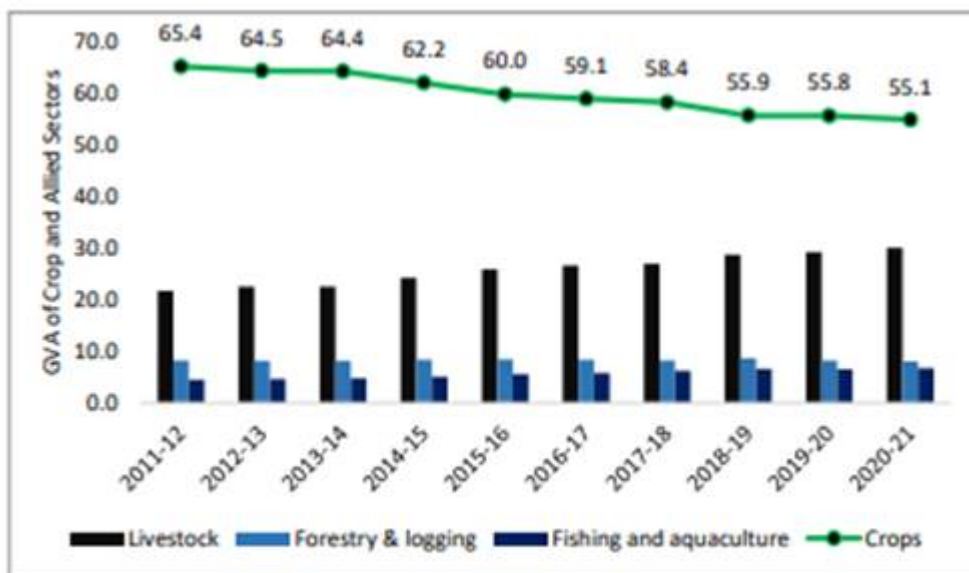 70.0 65.4 64.5 64.4 62.2 60.0 59.1 58.4 55.9 55.8 55.1
60.0
50.0
40.0
30.0
20.0
10.0
0.0
GVA of Crop and Allied Sectors
2011-12 2012-13 2013-14 2014-15 2015-16 2016-17 2017-18 2018-19 2019-20 2020-21
Livestock Forestry & logging Fishing and aquaculture Crops